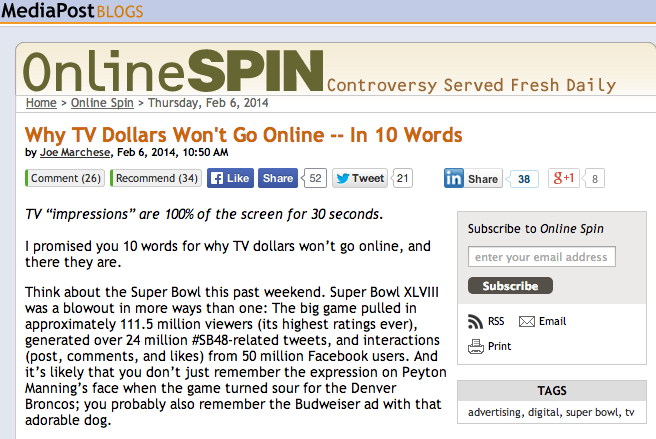 MediaPost BLOGS
OnlineSPIN Controversy Served Fresh Daily
Home > Online Spin > Thursday, Feb 6, 2014
Why TV Dollars Won't Go Online -- In 10 Words
by Joe Marchese, Feb 6, 2014, 10:50 AM
Comment (26) Recommend (34) Like Share 52 Tweet 21 Share 38 g+1 8
TV “impressions” are 100% of the screen for 30 seconds.
I promised you 10 words for why TV dollars won’t go online, and
there they are.
Think about the Super Bowl this past weekend. Super Bowl XLVIII
was a blowout in more ways than one: The big game pulled in
approximately 111.5 million viewers (its highest ratings ever),
generated over 24 million #SB48-related tweets, and interactions
(post, comments, and likes) from 50 million Facebook users. And
it’s likely that you don’t just remember the expression on Peyton
Manning’s face when the game turned sour for the Denver
Broncos; you probably also remember the Budweiser ad with that
adorable dog.
Subscribe to Online Spin
enter your email address
Subscribe
RSS Email
Print
TAGS
advertising, digital, super bowl, tv